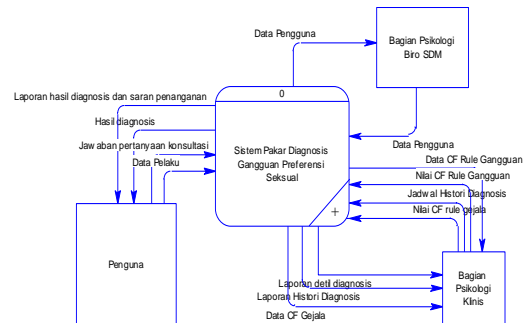 Data Pengguna
Bagian Psikologi
Biro SDM
0
Laporan hasil diagnosis dan saran penanganan
Hasil diagnosis
Jawaban pertanyaan konsultasi
Data Pelaku
Sistem Pakar Diagnosis
Gangguan Preferensi
Seksual
+
Data Pengguna
Data CF Rule Gangguan
Nilai CF Rule Gangguan
Jadwal Histori Diagnosis
Nilai CF rule gejala
Penguna
Laporan detil diagnosis
Laporan Histori Diagnosis
Data CF Gejala
Bagian
Psikologi
Klinis